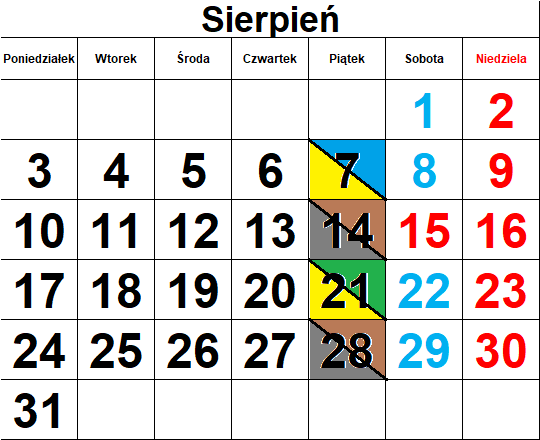 Sierpień
Poniedziałek Wtorek Środa Czwartek Piątek Sobota Niedziela
1 2
3 4 5 6 7 8 9
10 11 12 13 14 15 16
17 18 19 20 21 22 23
24 25 26 27 28 29 30
31